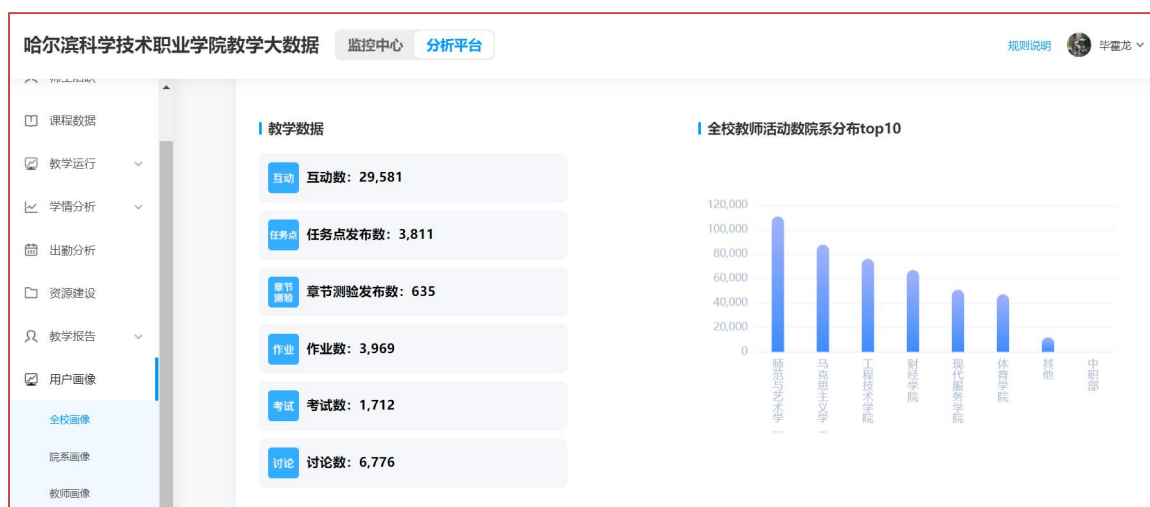 哈尔滨科学技术职业学院教学大数据
监控中心
分析平台
规则说明
毕霍龙
课程数据
教学运行
学情分析
出勤分析
资源建设
教学报告
用户画像
全校画像
院系画像
教师画像
教学数据
互动 互动数：29,581
任务点 任务点发布数：3,811
章节
测验
章节测验发布数：635
作业 作业数：3,969
考试 考试数：1,712
讨论 讨论数：6,776
全校教师活动数院系分布top10
120,000
100,000
80,000
60,000
40,000
20,000
0
师范与艺术学...
马克思主义学...
工程技术学院
财经学院
现代服务学院
体育学院
其他
中职部